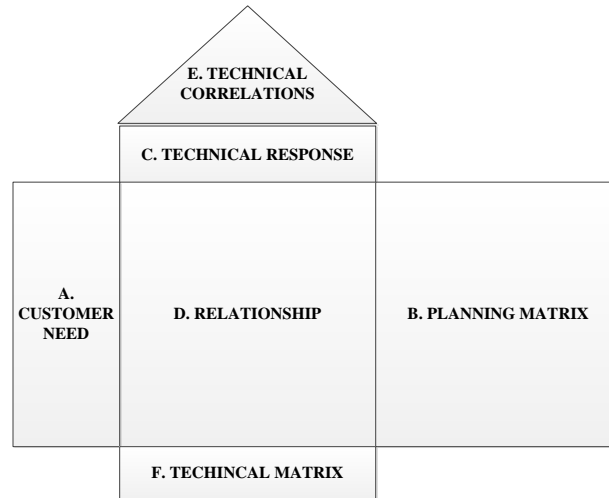 E. TECHNICAL
CORRELATIONS
C. TECHNICAL RESPONSE
A.
CUSTOMER
NEED
D. RELATIONSHIP
B. PLANNING MATRIX
F. TECHINCAL MATRIX